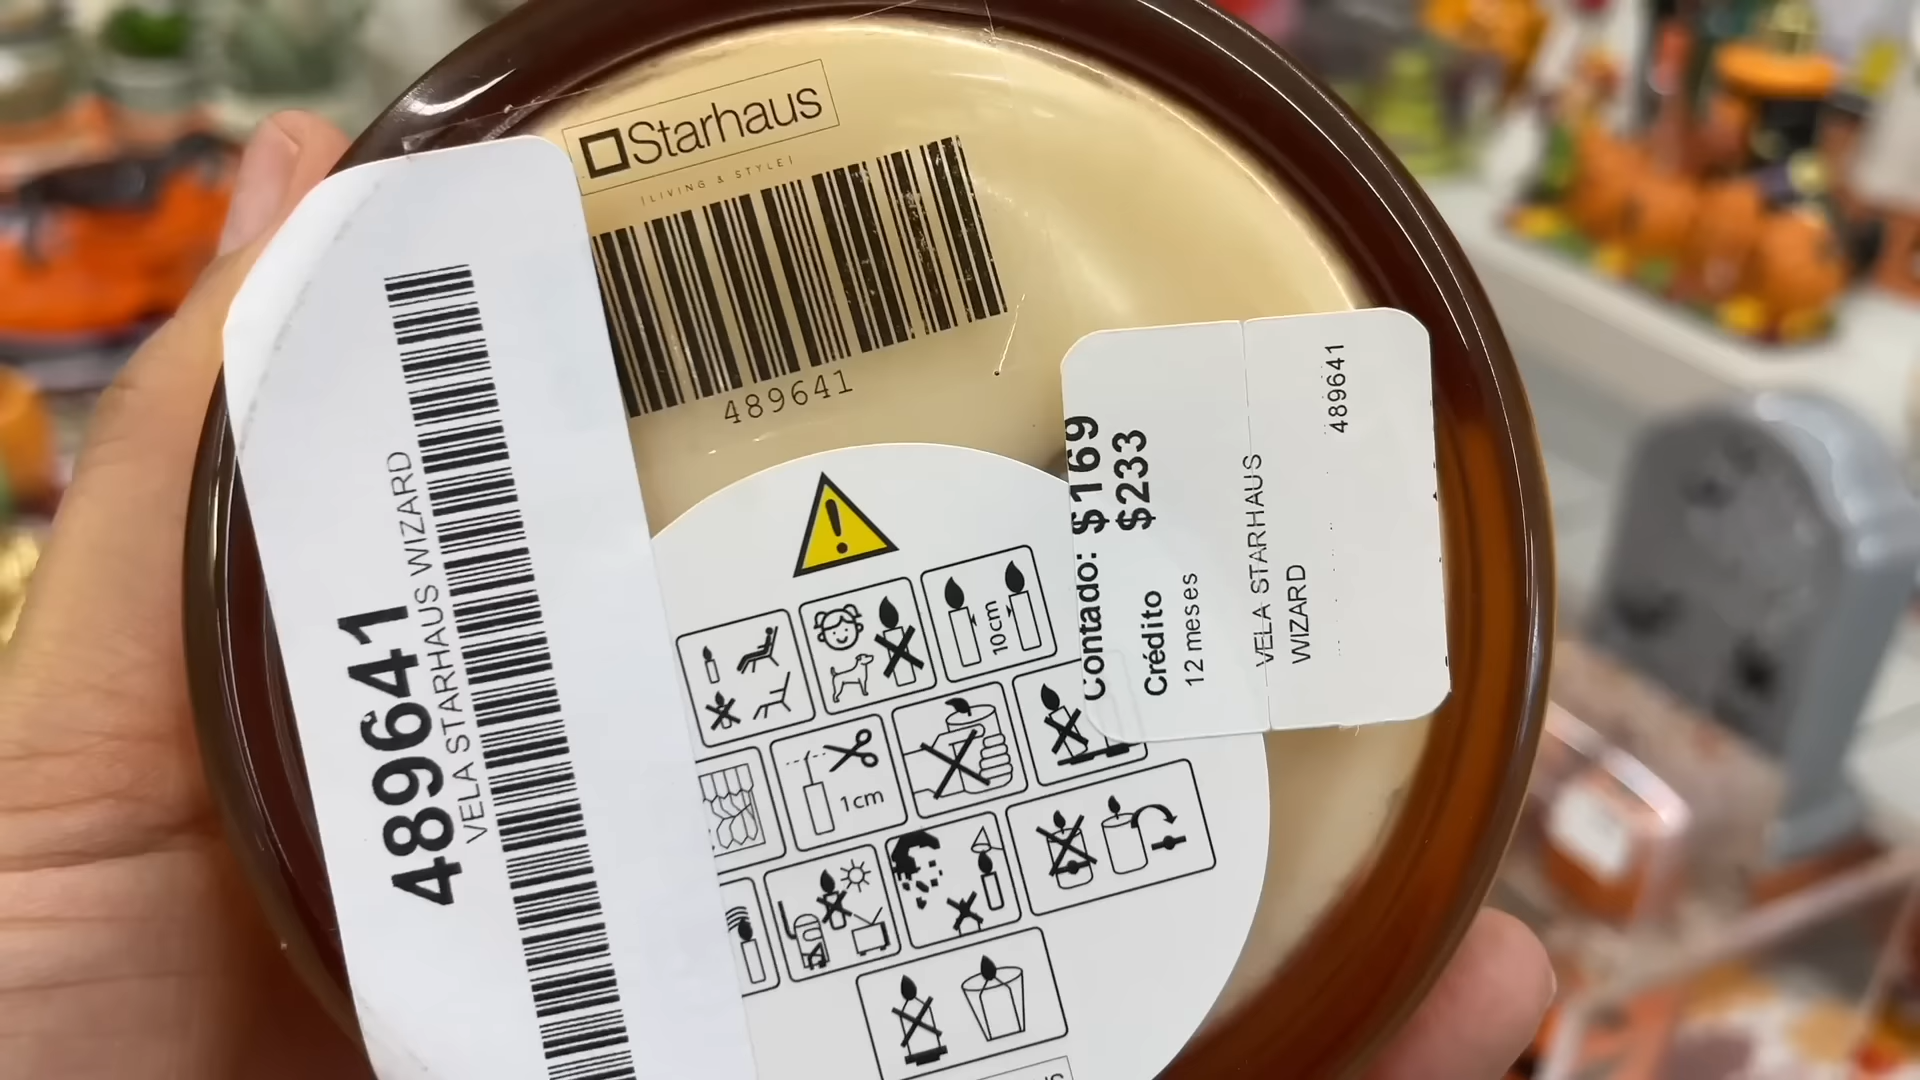 Starhaus
|LIVING & STYLE|
489641
489641
VELA STARHAUS WIZARD
Contado: $169
Crédito $233
12 meses
VELA STARHAUS
WIZARD
489641
10cm
1cm